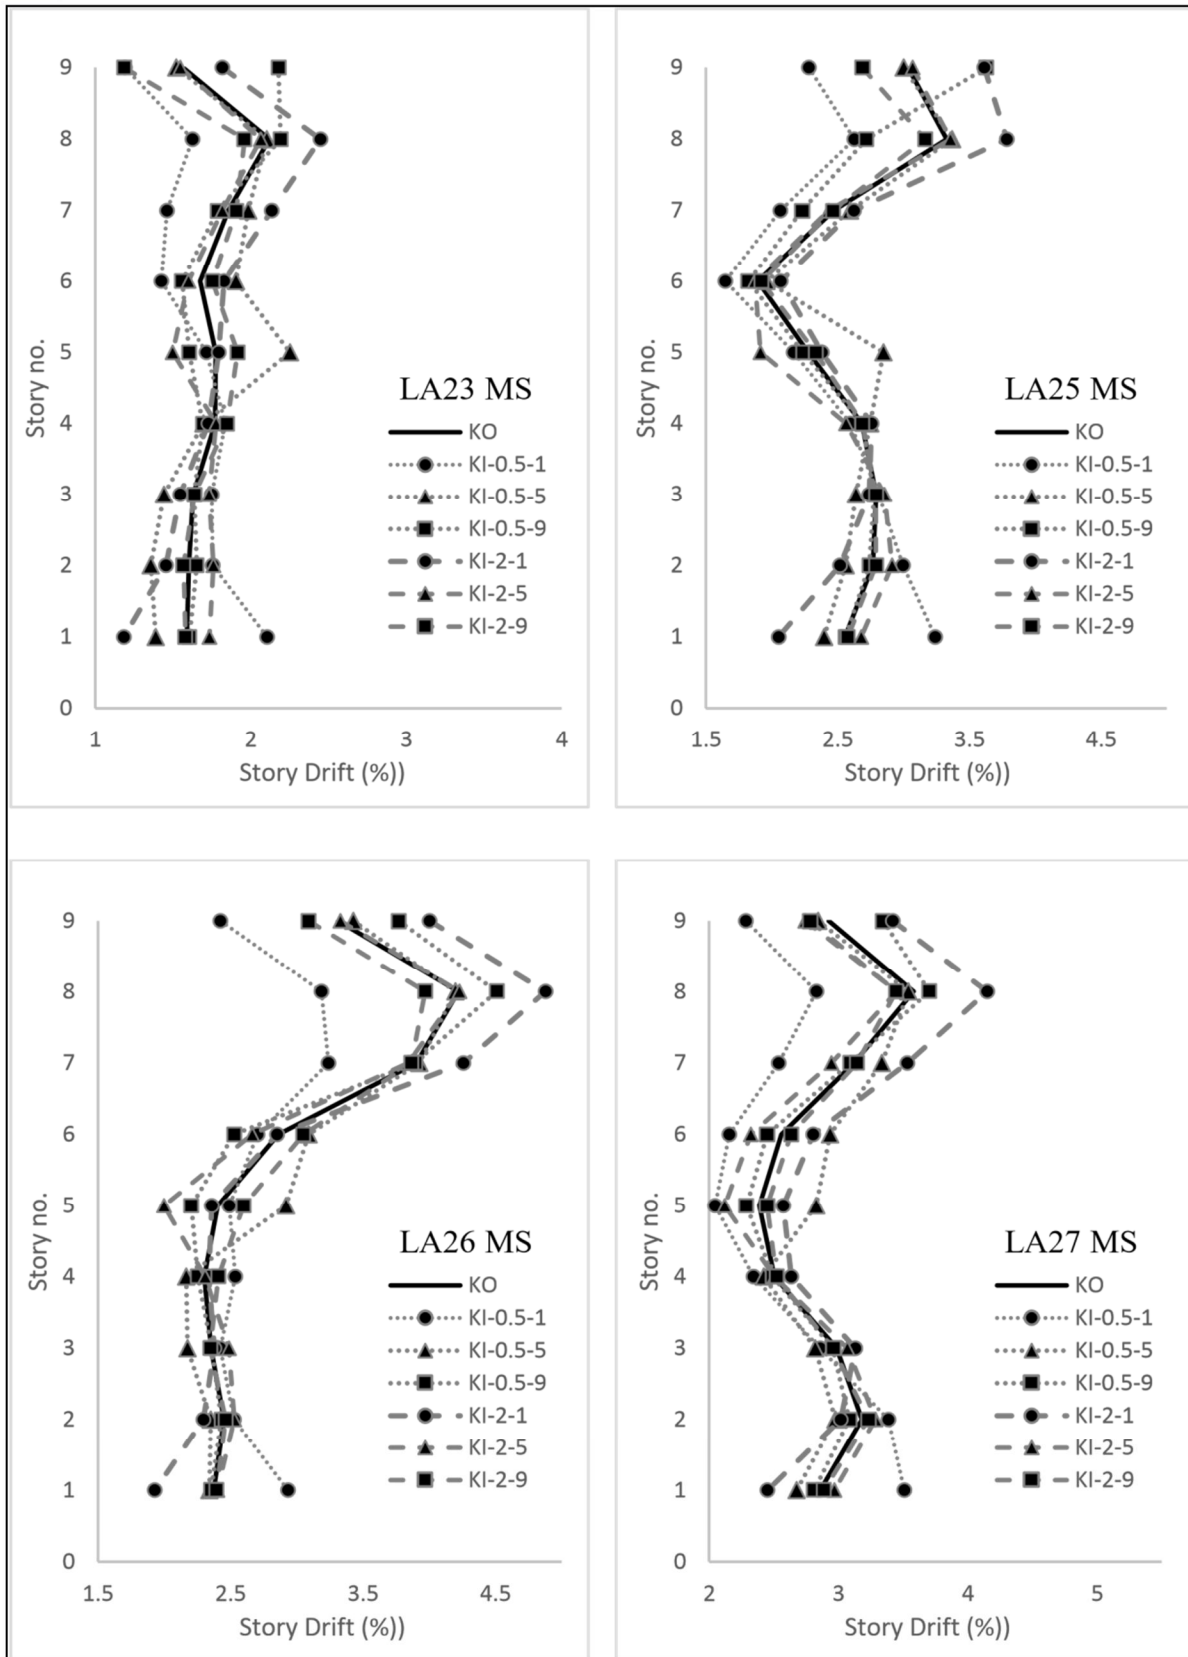 9
8
7
6
5
4
3
2
1
0
Story no.
1 2 3 4
Story Drift (%))
LA23 MS
KO
KI-0.5-1
KI-0.5-5
KI-0.5-9
KI-2-1
KI-2-5
KI-2-9
9
8
7
6
5
4
3
2
1
0
Story no.
1.5 2.5 3.5 4.5
Story Drift (%))
LA25 MS
KO
KI-0.5-1
KI-0.5-5
KI-0.5-9
KI-2-1
KI-2-5
KI-2-9
9
8
7
6
5
4
3
2
1
0
Story no.
1.5 2.5 3.5 4.5
Story Drift (%))
LA26 MS
KO
KI-0.5-1
KI-0.5-5
KI-0.5-9
KI-2-1
KI-2-5
KI-2-9
9
8
7
6
5
4
3
2
1
0
Story no.
2 3 4 5
Story Drift (%))
LA27 MS
KO
KI-0.5-1
KI-0.5-5
KI-0.5-9
KI-2-1
KI-2-5
KI-2-9